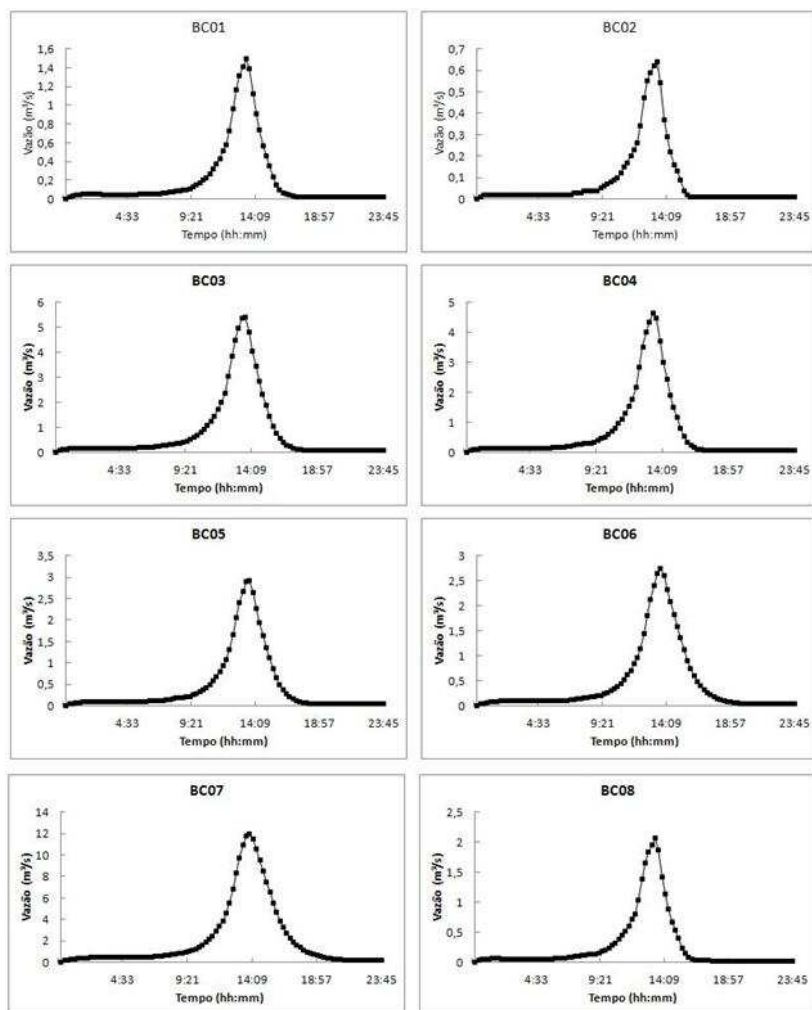 BC01
Vazão (m³/s)
1,6
1,4
1,2
1
0,8
0,6
0,4
0,2
0
4:33 9:21 14:09 18:57 23:45
Tempo (hh:mm)
BC02
Vazão (m³/s)
0,7
0,6
0,5
0,4
0,3
0,2
0,1
0
4:33 9:21 14:09 18:57 23:45
Tempo (hh:mm)
BC03
Vazão (m³/s)
6
5
4
3
2
1
0
4:33 9:21 14:09 18:57 23:45
Tempo (hh:mm)
BC04
Vazão (m³/s)
5
4
3
2
1
0
4:33 9:21 14:09 18:57 23:45
Tempo (hh:mm)
BC05
Vazão (m³/s)
3,5
3
2,5
2
1,5
1
0,5
0
4:33 9:21 14:09 18:57 23:45
Tempo (hh:mm)
BC06
Vazão (m³/s)
3
2,5
2
1,5
1
0,5
0
4:33 9:21 14:09 18:57 23:45
Tempo (hh:mm)
BC07
Vazão (m³/s)
14
12
10
8
6
4
2
0
4:33 9:21 14:09 18:57 23:45
Tempo (hh:mm)
BC08
Vazão (m³/s)
2,5
2
1,5
1
0,5
0
4:33 9:21 14:09 18:57 23:45
Tempo (hh:mm)